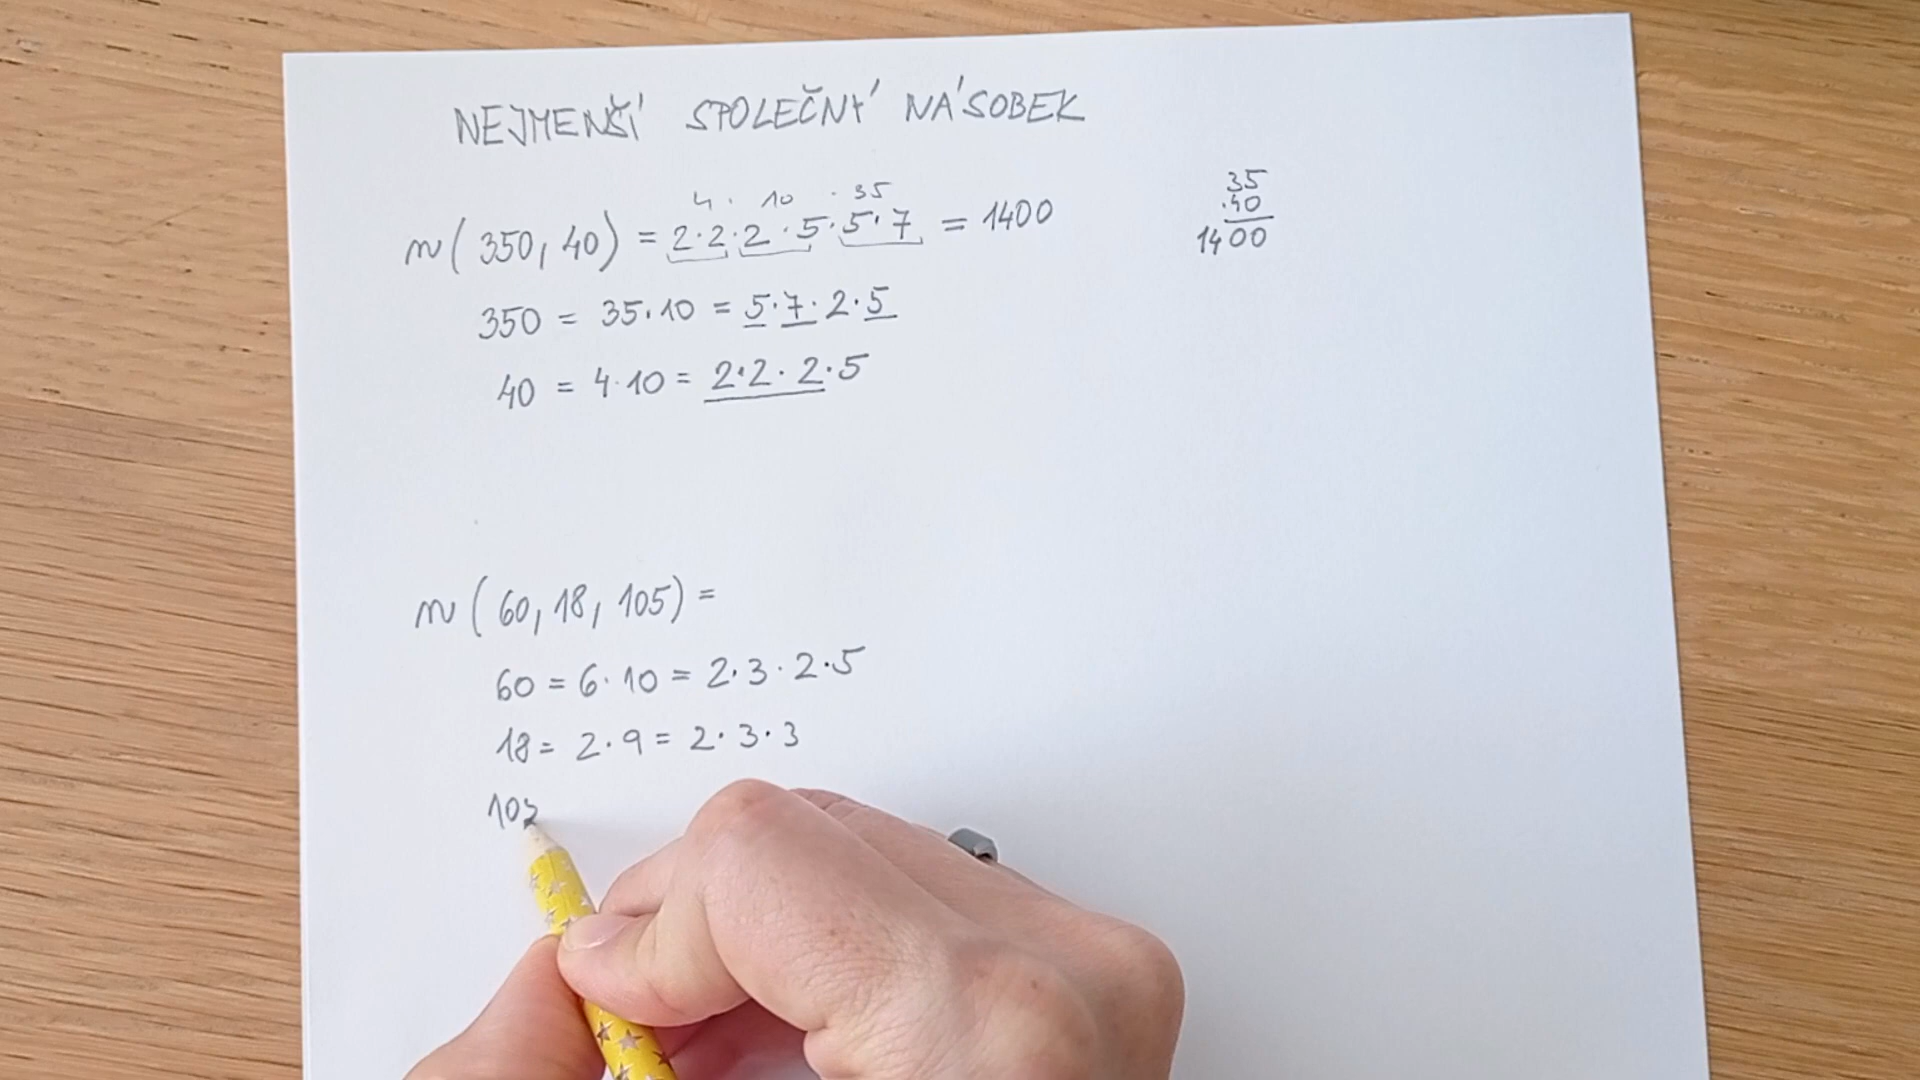 NEJMENŠÍ SPOLEČNÝ NÁSOBEK
4 · 10 · 35
n(350, 40) = 2·2·2·5·5·7 = 1400
350 = 35·10 = 5·7·2·5
40 = 4·10 = 2·2·2·5
35
·40
1400
n(60, 18, 105) =
60 = 6·10 = 2·3·2·5
18 = 2·9 = 2·3·3
105